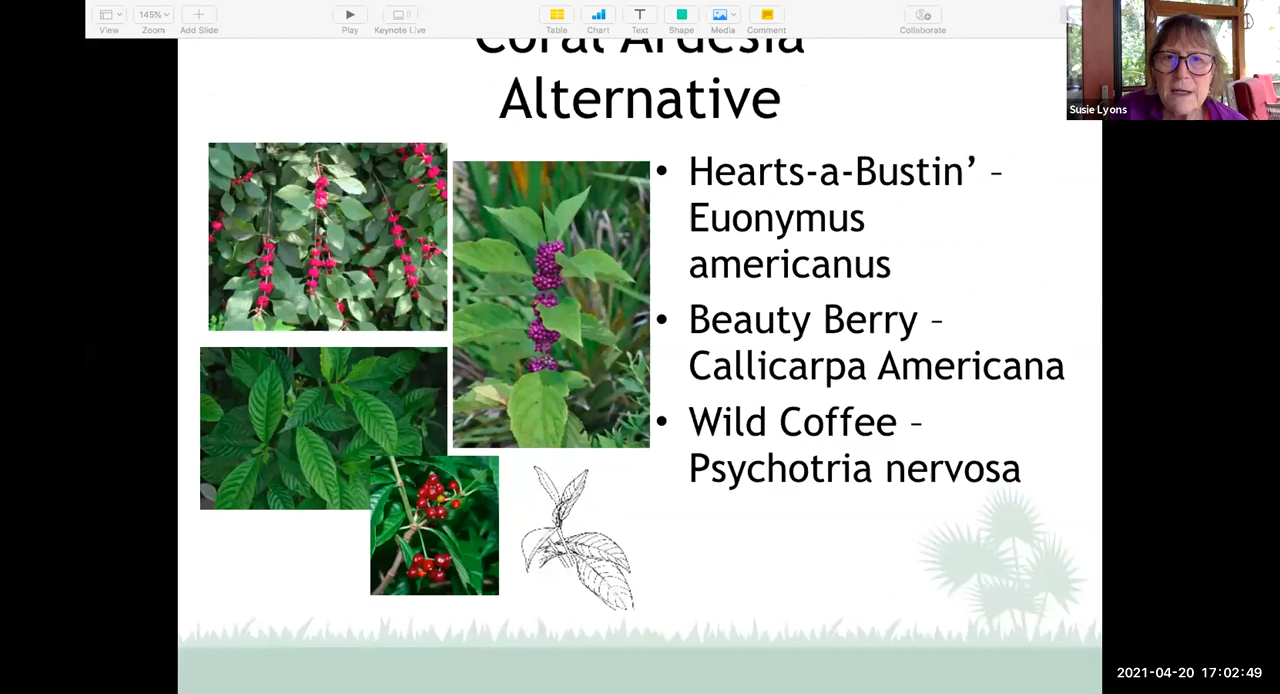 View
145%
Zoom
Add Slide
Play
Keynote Live
Table
Chart
Text
Shape
Media
Comment
Collaborate
Susie Lyons
Coral Ardesia
Alternative
• Hearts-a-Bustin’ –
Euonymus
americanus
• Beauty Berry –
Callicarpa Americana
• Wild Coffee –
Psychotria nervosa
2021-04-20 17:02:49